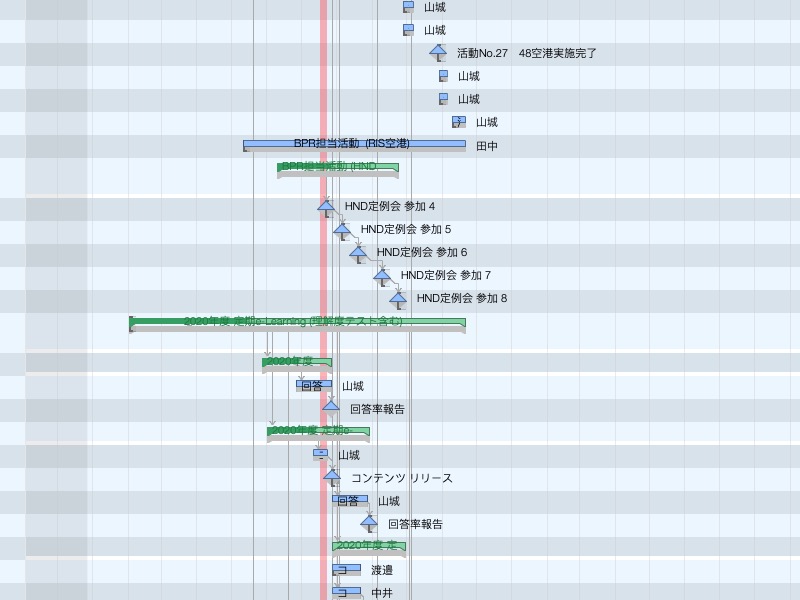 山城
山城
活動No.27　48空港実施完了
山城
山城
山城
BPR担当活動 (RIS空港)
田中
BPR担当活動 (HND
HND定例会 参加 4
HND定例会 参加 5
HND定例会 参加 6
HND定例会 参加 7
HND定例会 参加 8
2020年度 定期e-Learning (理解度テスト含む)
2020年度
回答 山城
回答率報告
2020年度 定期e-
山城
コンテンツ リリース
回答 山城
回答率報告
2020年度 定
コ 渡邉
コ 中井